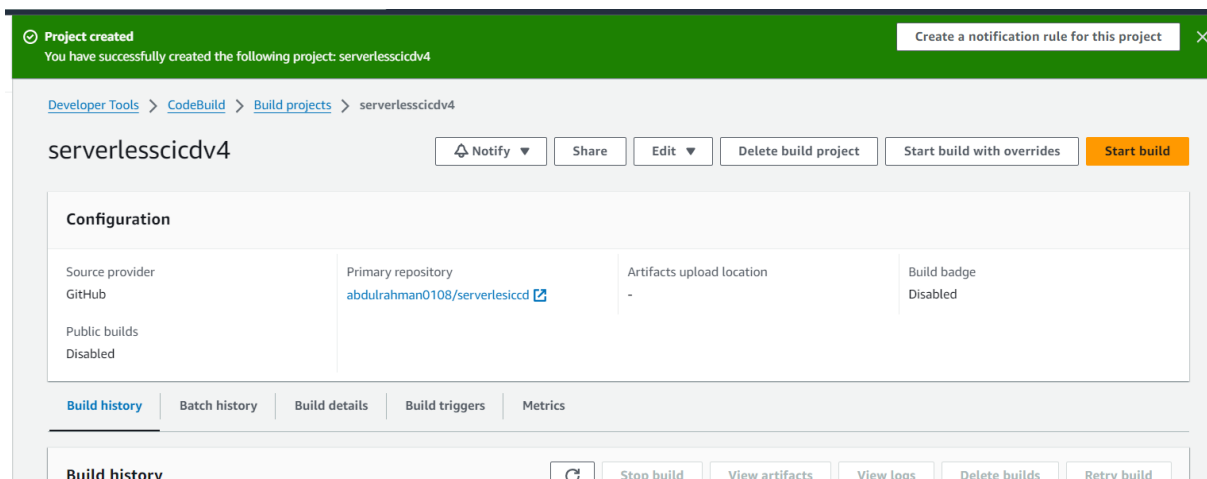 Project created
You have successfully created the following project: serverlesscicdv4
Create a notification rule for this project
Developer Tools > CodeBuild > Build projects > serverlesscicdv4
serverlesscicdv4
Notify ▼
Share
Edit ▼
Delete build project
Start build with overrides
Start build
Configuration
Source provider
GitHub
Primary repository
abdulrahman0108/serverlesiccd
Artifacts upload location
-
Build badge
Disabled
Public builds
Disabled
Build history
Batch history
Build details
Build triggers
Metrics
Build history
Stop build
View artifacts
View logs
Delete builds
Retry build